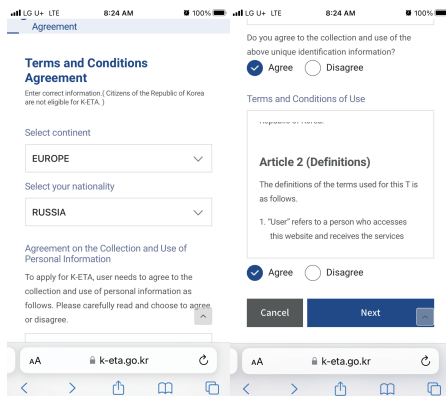 LG U+ LTE 8:24 AM 100%
Agreement
Terms and Conditions
Agreement
Enter correct information.( Citizens of the Republic of Korea
are not eligible for K-ETA. )
Select continent
EUROPE
Select your nationality
RUSSIA
Agreement on the Collection and Use of
Personal Information
To apply for K-ETA, user needs to agree to the
collection and use of personal information as
follows. Please carefully read and choose to agree
or disagree.
AA k-eta.go.kr
LG U+ LTE 8:24 AM 100%
Do you agree to the collection and use of the
above unique identification information?
Agree Disagree
Terms and Conditions of Use
Republic of Korea.
Article 2 (Definitions)
The definitions of the terms used for this T is
as follows.
1. "User" refers to a person who accesses
this website and receives the services
Agree Disagree
Cancel Next
AA k-eta.go.kr